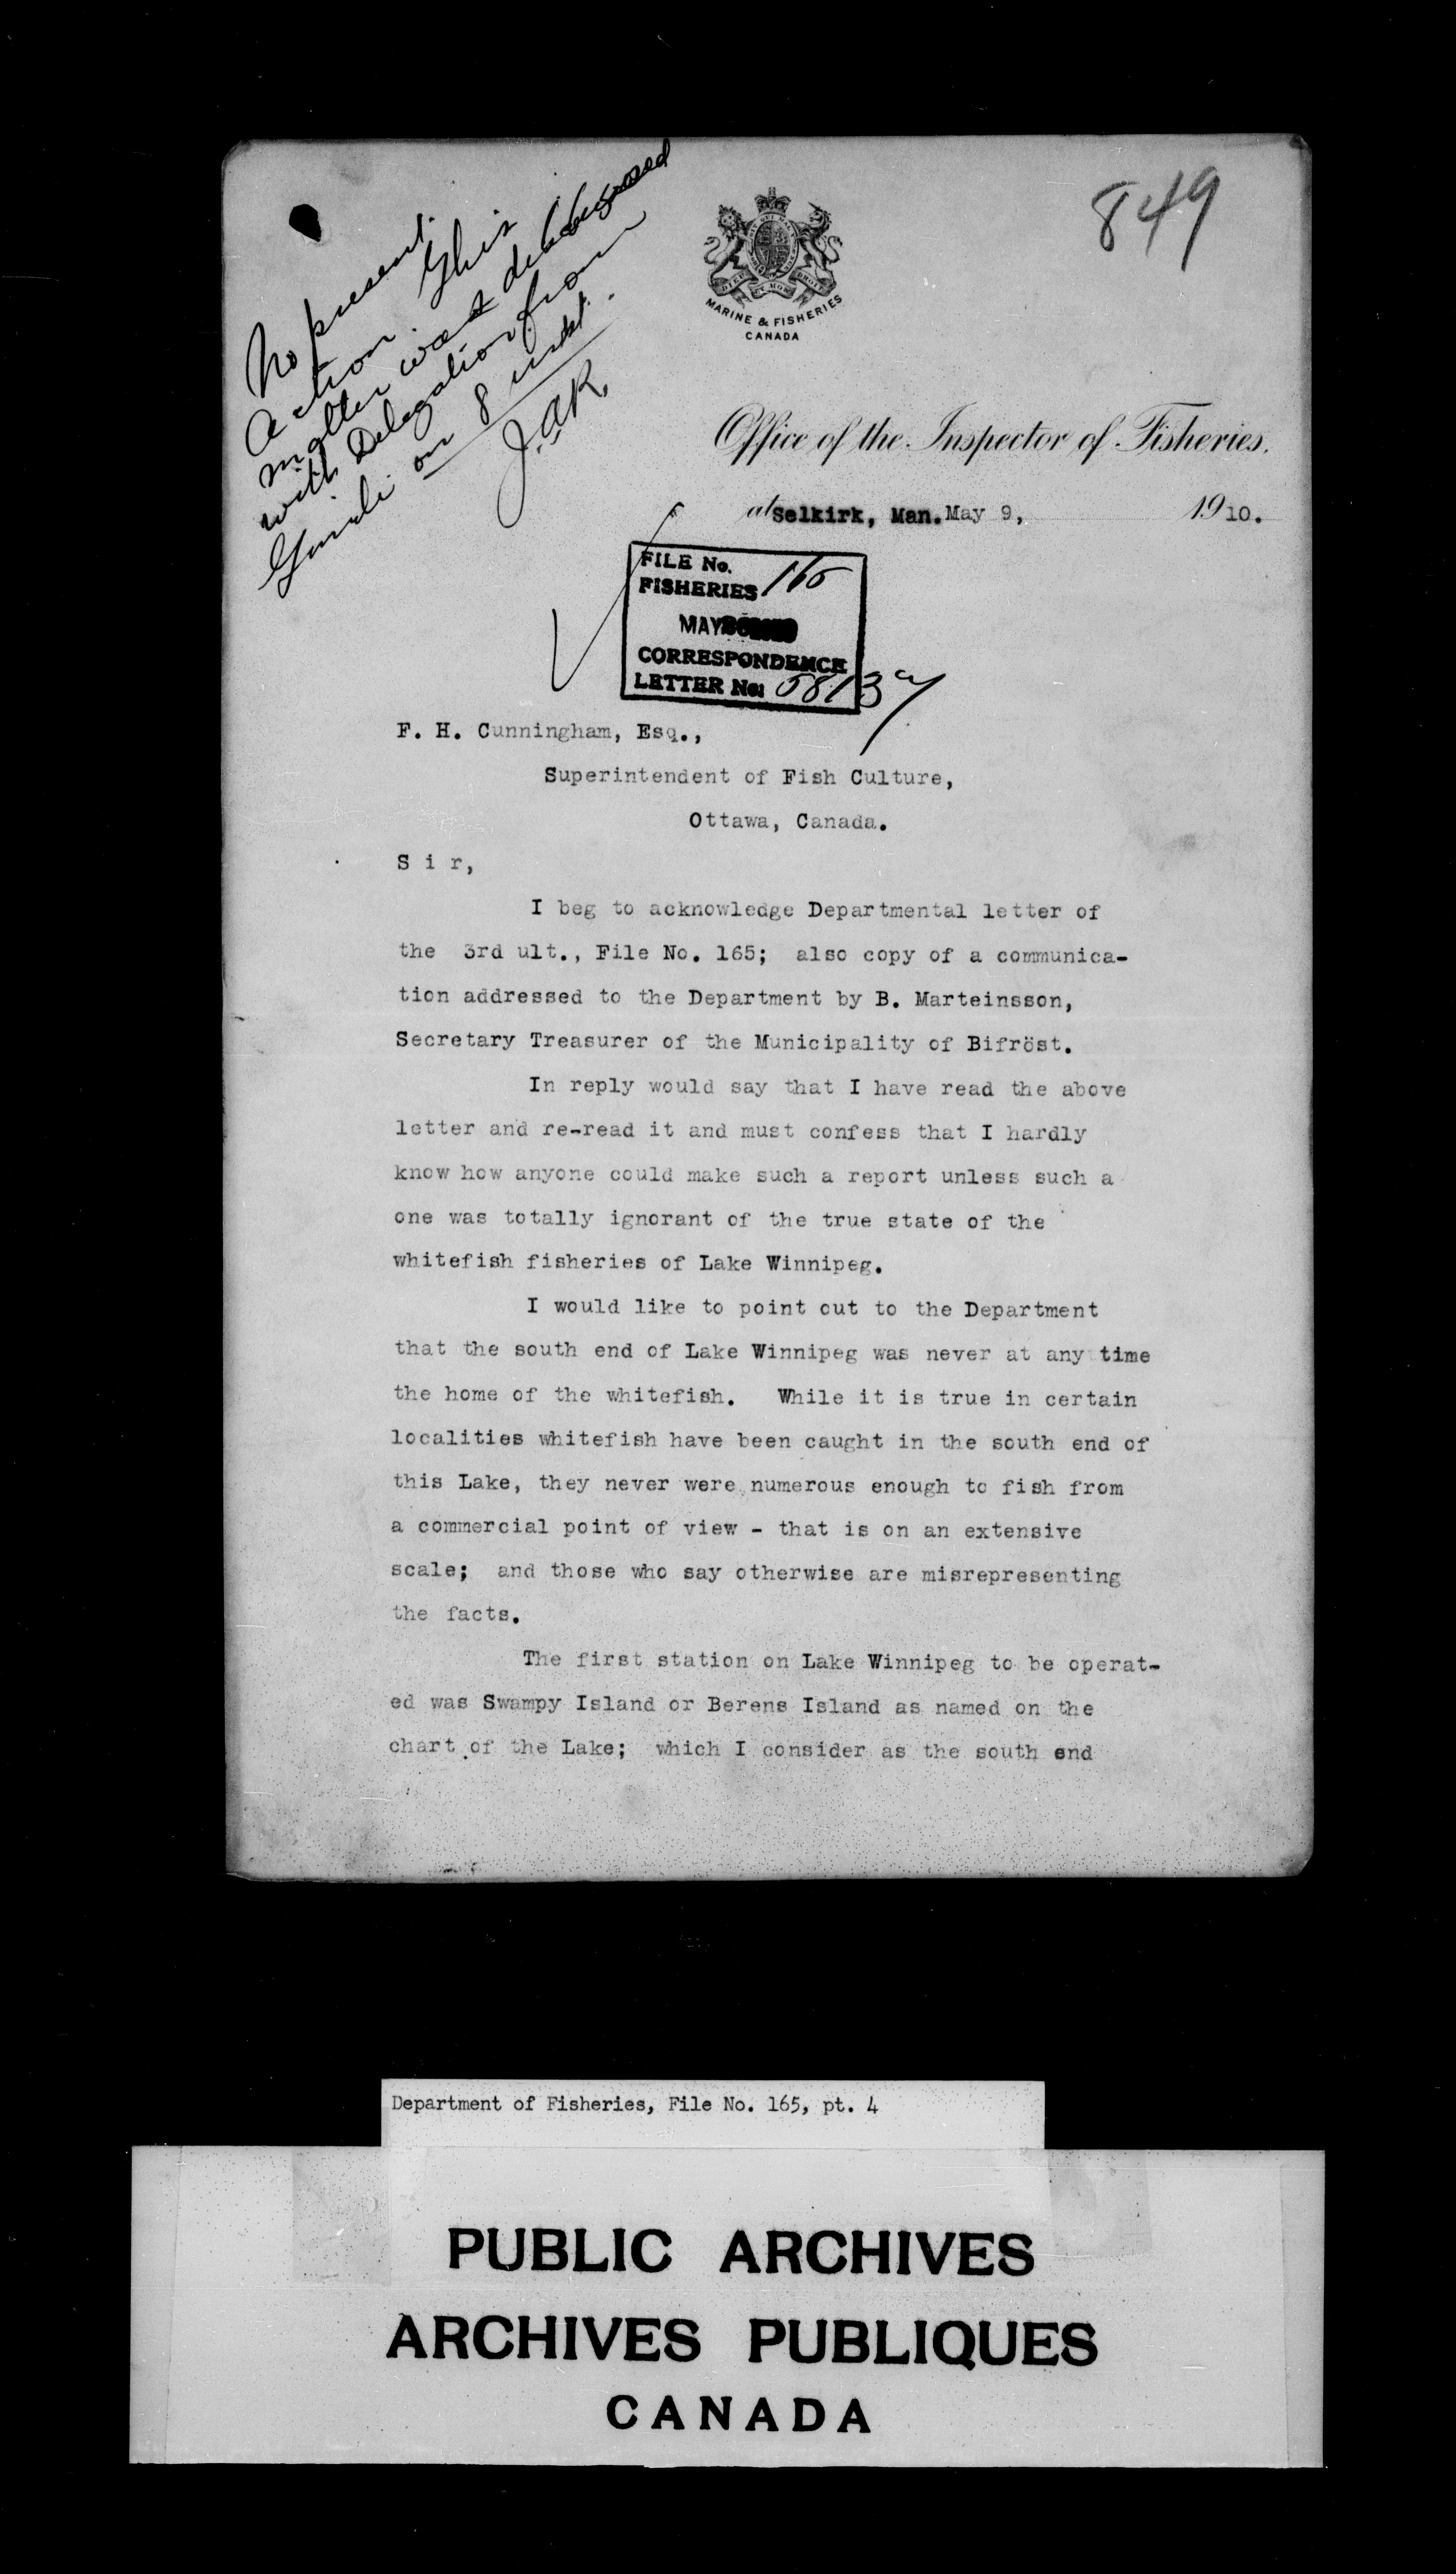 849
No present
action. This
matter was discussed
with Delegation from
Gimli on 8 inst.
J.A.R.
DIEU ET MON DROIT
MARINE & FISHERIES
CANADA
Office of the Inspector of Fisheries.
at Selkirk, Man. May 9, 1910.
FILE No.
FISHERIES 165
MAY
CORRESPONDENCE
LETTER No: 58137
F. H. Cunningham, Esq.,
Superintendent of Fish Culture,
Ottawa, Canada.
S i r,
I beg to acknowledge Departmental letter of
the 3rd ult., File No. 165; also copy of a communica-
tion addressed to the Department by B. Marteinsson,
Secretary Treasurer of the Municipality of Bifröst.
In reply would say that I have read the above
letter and re-read it and must confess that I hardly
know how anyone could make such a report unless such a
one was totally ignorant of the true state of the
whitefish fisheries of Lake Winnipeg.
I would like to point out to the Department
that the south end of Lake Winnipeg was never at any time
the home of the whitefish. While it is true in certain
localities whitefish have been caught in the south end of
this Lake, they never were numerous enough to fish from
a commercial point of view - that is on an extensive
scale; and those who say otherwise are misrepresenting
the facts.
The first station on Lake Winnipeg to be operat-
ed was Swampy Island or Berens Island as named on the
chart of the Lake; which I consider as the south end
Department of Fisheries, File No. 165, pt. 4
PUBLIC ARCHIVES
ARCHIVES PUBLIQUES
CANADA